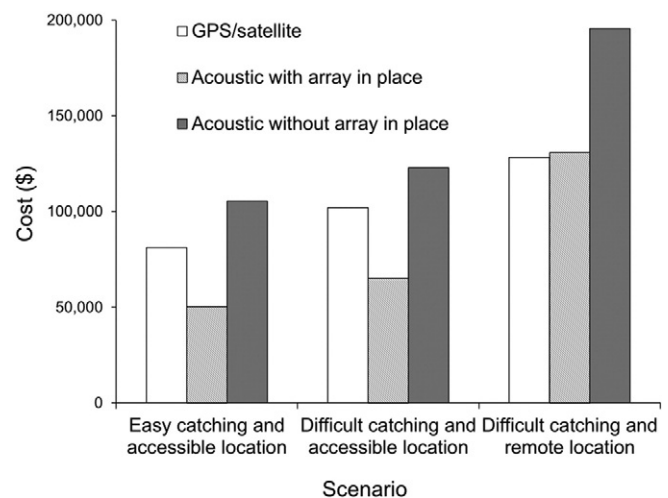 200,000
150,000
100,000
50,000
0
Cost ($)
GPS/satellite
Acoustic with array in place
Acoustic without array in place
Easy catching and
accessible location
Difficult catching and
accessible location
Difficult catching and
remote location
Scenario